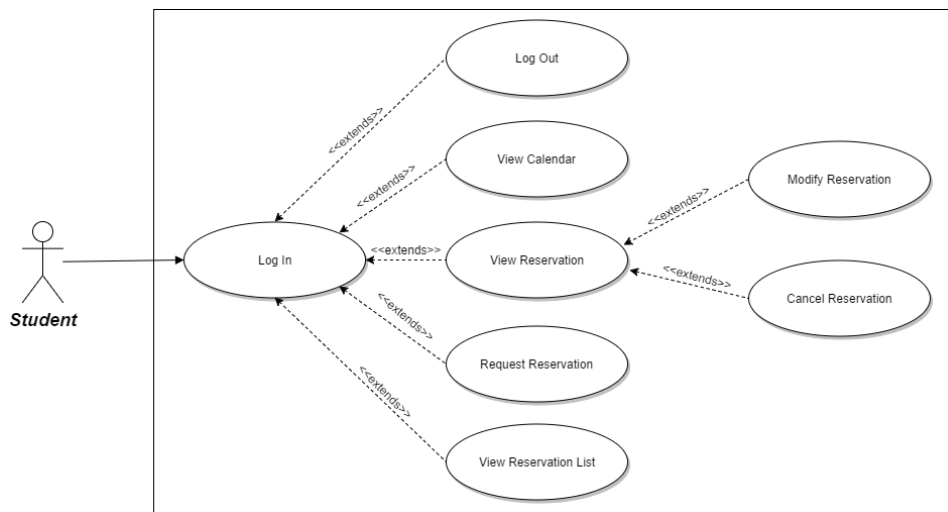 Log Out
<<extends>>
View Calendar
<<extends>>
Modify Reservation
<<extends>>
Student
Log In
<<extends>>
View Reservation
<<extends>>
Cancel Reservation
<<extends>>
Request Reservation
<<extends>>
View Reservation List